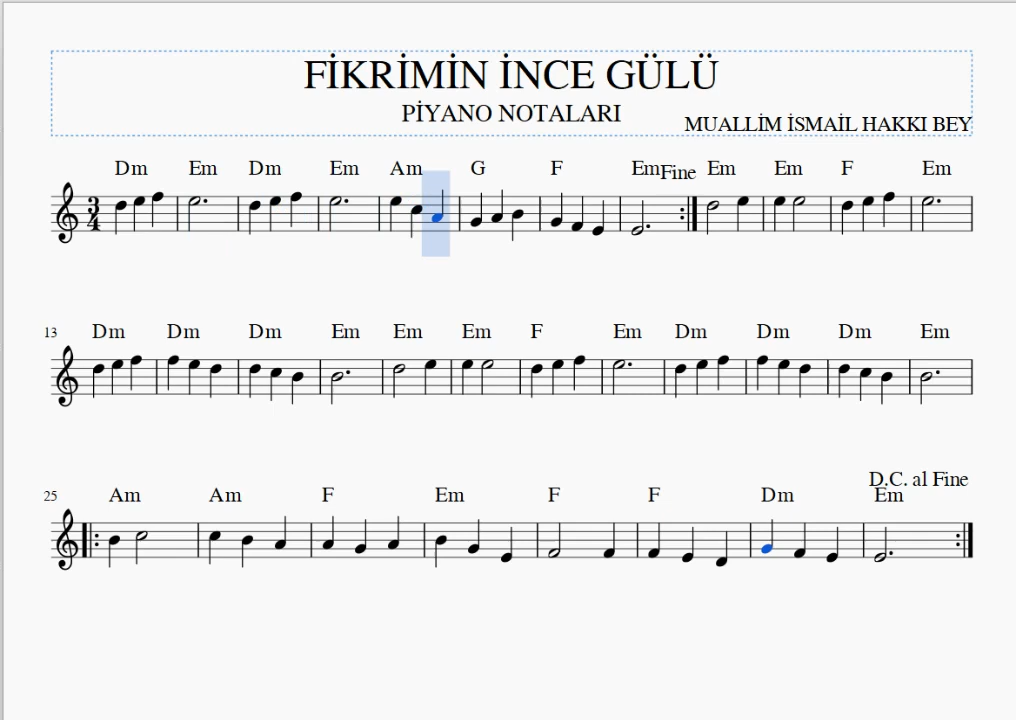 FİKRİMİN İNCE GÜLÜ
PİYANO NOTALARI
MUALLİM İSMAİL HAKKI BEY
Dm Em Dm Em Am G F Em Fine Em Em F Em
3
4
13 Dm Dm Dm Em Em Em F Em Dm Dm Dm Em
D.C. al Fine
25 Am Am F Em F F Dm Em